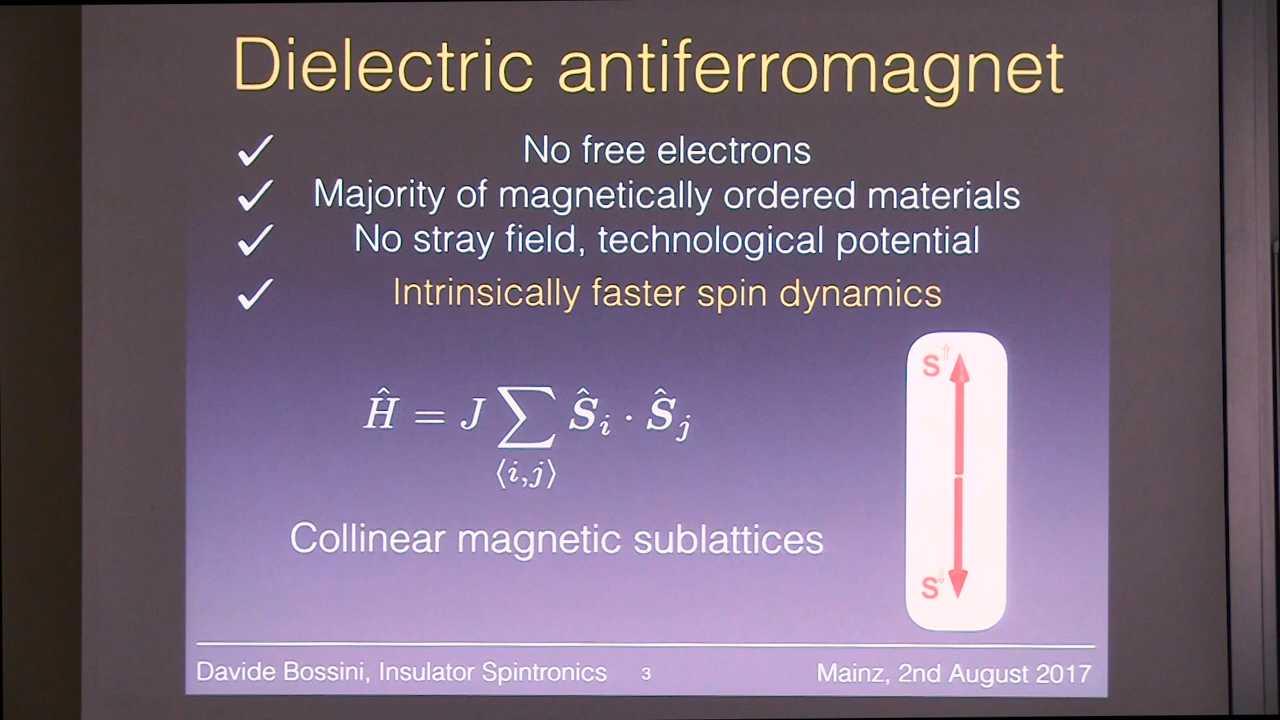 Dielectric antiferromagnet
✓ No free electrons
✓ Majority of magnetically ordered materials
✓ No stray field, technological potential
✓ Intrinsically faster spin dynamics
S⇑
Ĥ = J ∑⟨i,j⟩ Ŝᵢ · Ŝⱼ
Collinear magnetic sublattices
S⇓
Davide Bossini, Insulator Spintronics 3 Mainz, 2nd August 2017